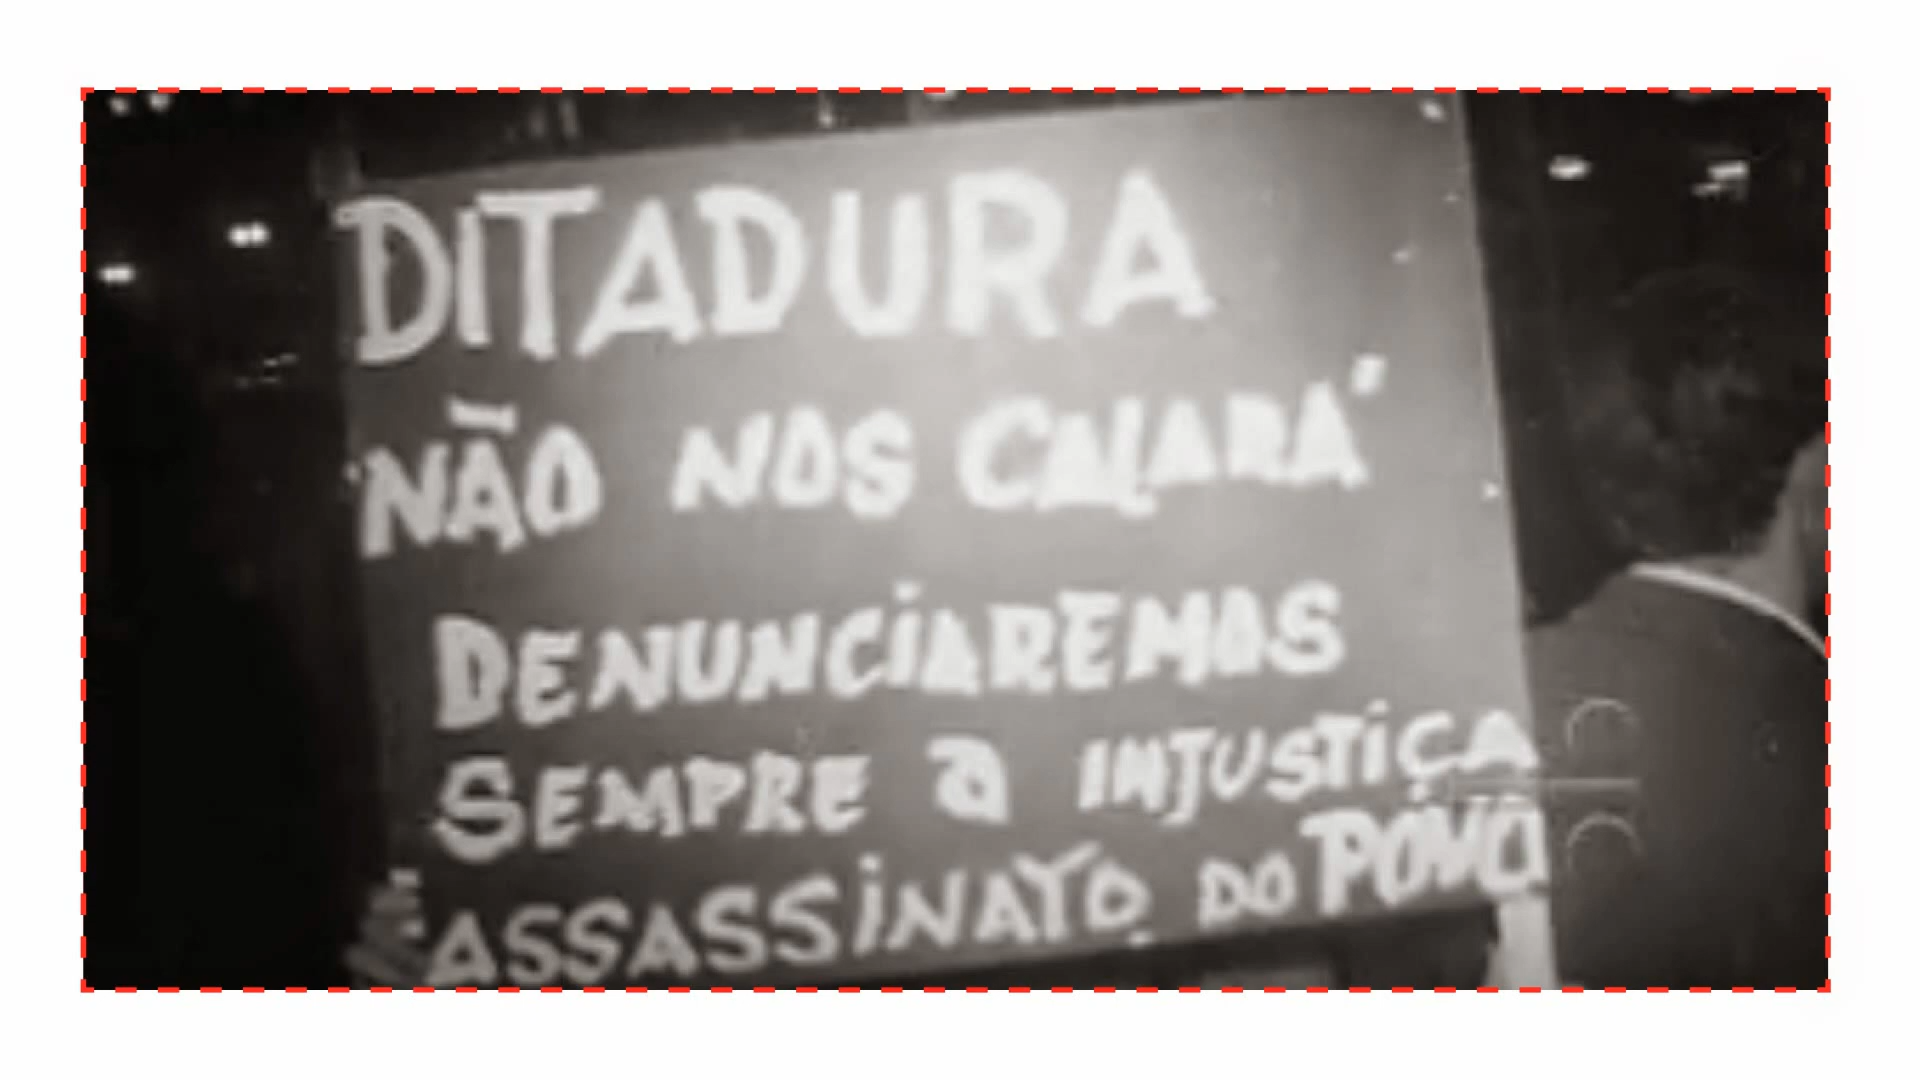 DITADURA
NÃO NOS CALARÁ
DENUNCiAREMOS
SEMPRE a INJUSTiÇA
ASSASSiNATO DO POVO